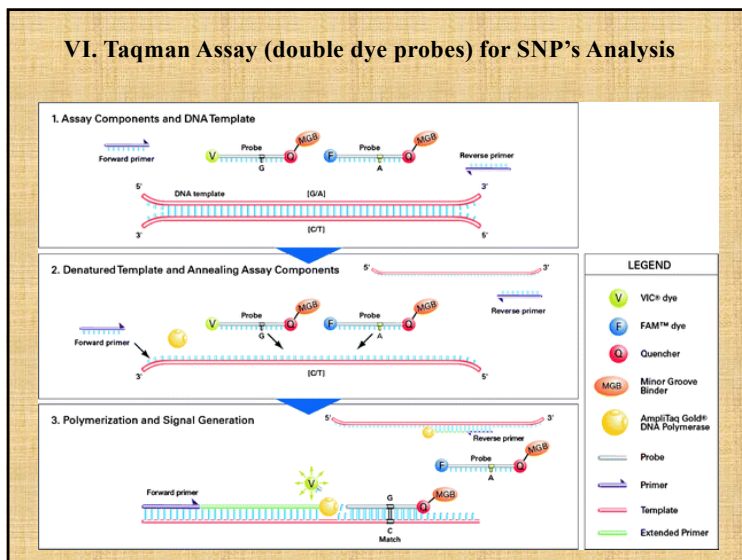 VI. Taqman Assay (double dye probes) for SNP's Analysis
1. Assay Components and DNA Template
Forward primer
V
Probe
G
Q
MGB
F
Probe
A
Q
MGB
Reverse primer
5'
DNA template
[G/A]
3'
3'
[C/T]
5'
2. Denatured Template and Annealing Assay Components
5'
3'
Forward primer
V
Probe
G
Q
MGB
F
Probe
A
Q
MGB
Reverse primer
3'
[C/T]
5'
3. Polymerization and Signal Generation
5'
3'
Reverse primer
F
Probe
A
Q
MGB
Forward primer
V
G
Q
MGB
C
Match
LEGEND
V VIC® dye
F FAM™ dye
Q Quencher
MGB Minor Groove
Binder
AmpliTaq Gold®
DNA Polymerase
Probe
Primer
Template
Extended Primer